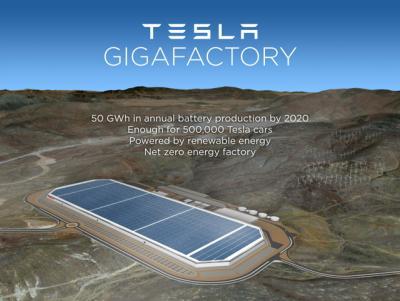 TESLA
GIGAFACTORY
50 GWh in annual battery production by 2020
Enough for 500,000 Tesla cars
Powered by renewable energy
Net zero energy factory